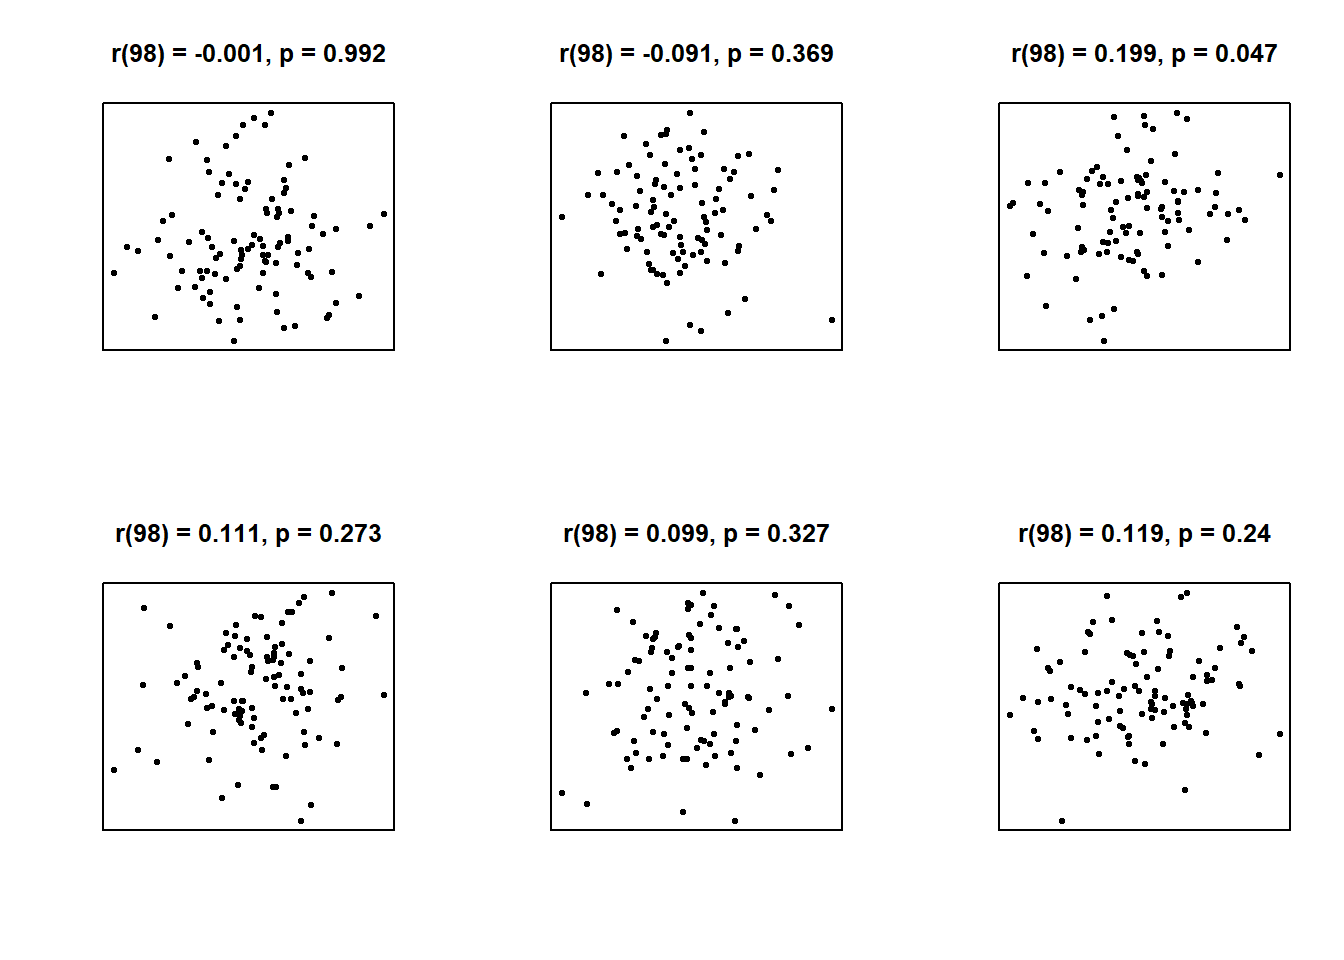 r(98) = -0.001, p = 0.992
r(98) = -0.091, p = 0.369
r(98) = 0.199, p = 0.047
r(98) = 0.111, p = 0.273
r(98) = 0.099, p = 0.327
r(98) = 0.119, p = 0.24